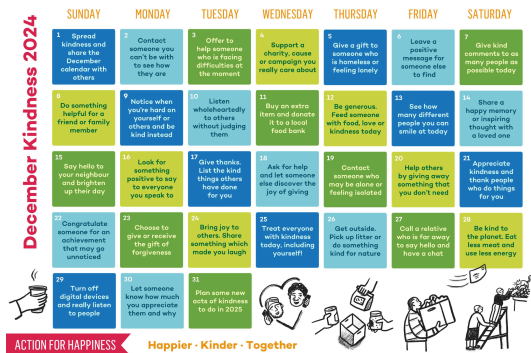 December Kindness 2024
SUNDAY MONDAY TUESDAY WEDNESDAY THURSDAY FRIDAY SATURDAY
1 Spread
kindness and
share the
December
calendar with
others
2 Contact
someone you
can't be with
to see how
they are
3 Offer to
help someone
who is facing
difficulties at
the moment
4 Support a
charity, cause
or campaign you
really care about
5 Give a gift to
someone who
is homeless or
feeling lonely
6 Leave a
positive
message for
someone else
to find
7 Give kind
comments to as
many people as
possible today
8 Do something
helpful for a
friend or family
member
9 Notice when
you're hard on
yourself or
others and be
kind instead
10 Listen
wholeheartedly
to others
without judging
them
11 Buy an extra
item and donate
it to a local
food bank
12 Be generous.
Feed someone
with food, love or
kindness today
13 See how
many different
people you can
smile at today
14 Share a
happy memory
or inspiring
thought with
a loved one
15 Say hello to
your neighbour
and brighten
up their day
16 Look for
something
positive to say
to everyone
you speak to
17 Give thanks.
List the kind
things others
have done
for you
18 Ask for help
and let someone
else discover the
joy of giving
19 Contact
someone who
may be alone or
feeling isolated
20 Help others
by giving away
something that
you don't need
21 Appreciate
kindness and
thank people
who do things
for you
22 Congratulate
someone for an
achievement
that may go
unnoticed
23 Choose to
give or receive
the gift of
forgiveness
24 Bring joy to
others. Share
something which
made you laugh
25 Treat everyone
with kindness
today, including
yourself!
26 Get outside.
Pick up litter or
do something
kind for nature
27 Call a relative
who is far away
to say hello and
have a chat
28 Be kind
to the planet. Eat
less meat and
use less energy
29 Turn off
digital devices
and really listen
to people
30 Let someone
know how much
you appreciate
them and why
31 Plan some new
acts of kindness
to do in 2025
ACTION FOR HAPPINESS
Happier · Kinder · Together